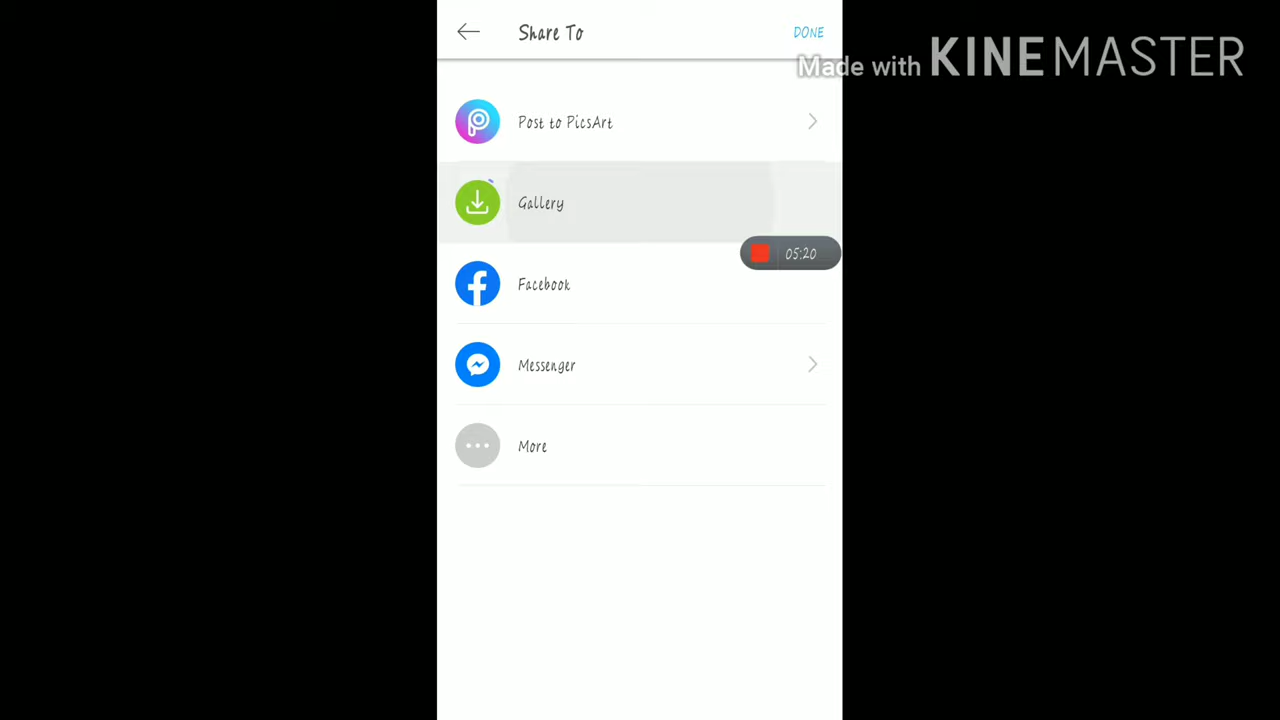 Share To
DONE
Made with KINEMASTER
Post to PicsArt
Gallery
05:20
Facebook
Messenger
More